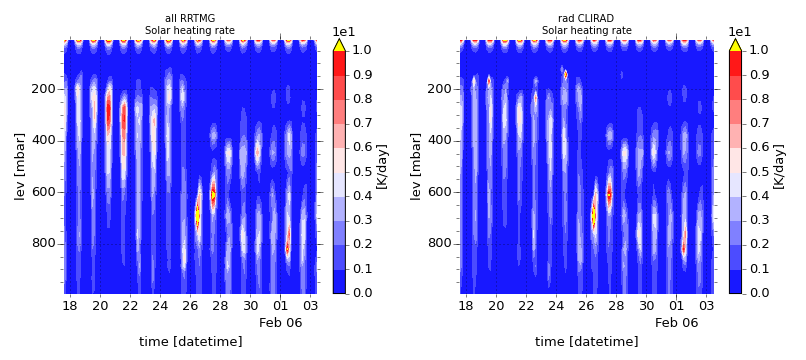 all RRTMG
Solar heating rate
1e1
lev [mbar]
200
400
600
800
18 20 22 24 26 28 30 01 03
Feb 06
time [datetime]
1.0
0.9
0.8
0.7
0.6
0.5
0.4
0.3
0.2
0.1
0.0
[K/day]
rad CLIRAD
Solar heating rate
1e1
lev [mbar]
200
400
600
800
18 20 22 24 26 28 30 01 03
Feb 06
time [datetime]
1.0
0.9
0.8
0.7
0.6
0.5
0.4
0.3
0.2
0.1
0.0
[K/day]